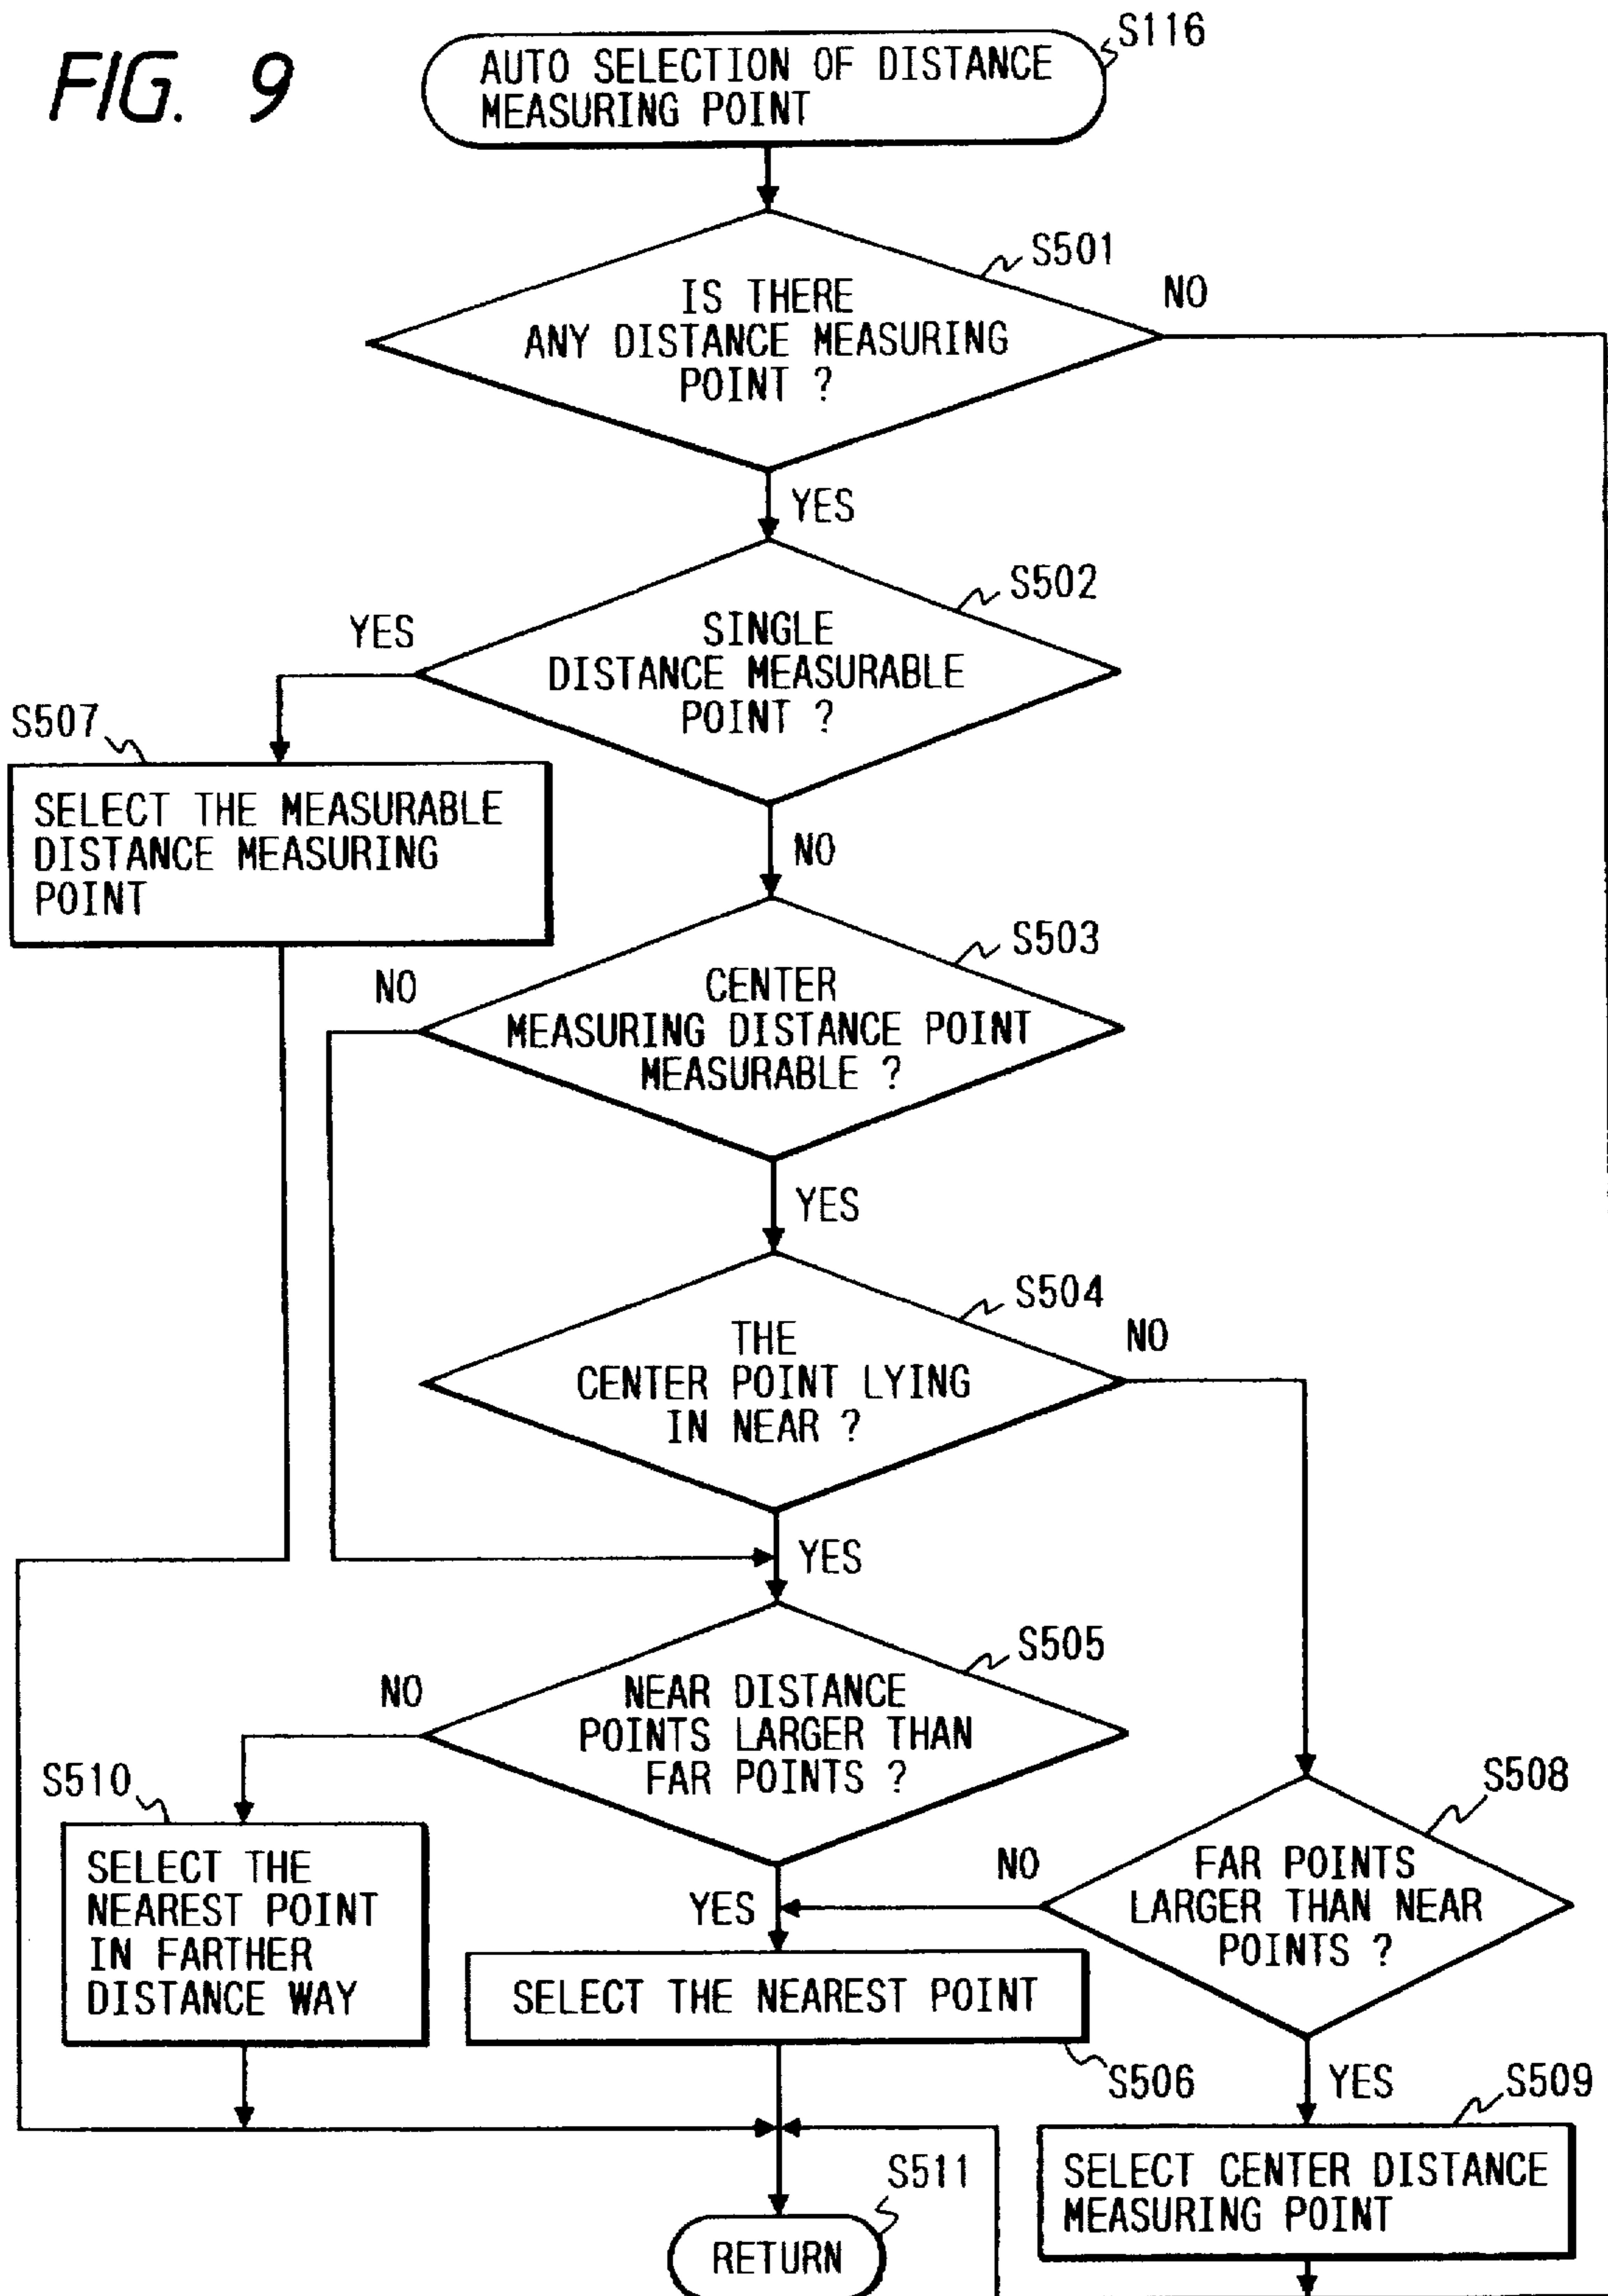 FIG. 9
S116
AUTO SELECTION OF DISTANCE
MEASURING POINT
S501
IS THERE
ANY DISTANCE MEASURING
POINT ?
NO
YES
S502
SINGLE
DISTANCE MEASURABLE
POINT ?
YES
S507
SELECT THE MEASURABLE
DISTANCE MEASURING
POINT
NO
S503
CENTER
MEASURING DISTANCE POINT
MEASURABLE ?
NO
YES
S504
THE
CENTER POINT LYING
IN NEAR ?
NO
YES
S505
NEAR DISTANCE
POINTS LARGER THAN
FAR POINTS ?
NO
S510
SELECT THE
NEAREST POINT
IN FARTHER
DISTANCE WAY
S508
FAR POINTS
LARGER THAN NEAR
POINTS ?
NO
YES
SELECT THE NEAREST POINT
S506
YES
S509
SELECT CENTER DISTANCE
MEASURING POINT
S511
RETURN